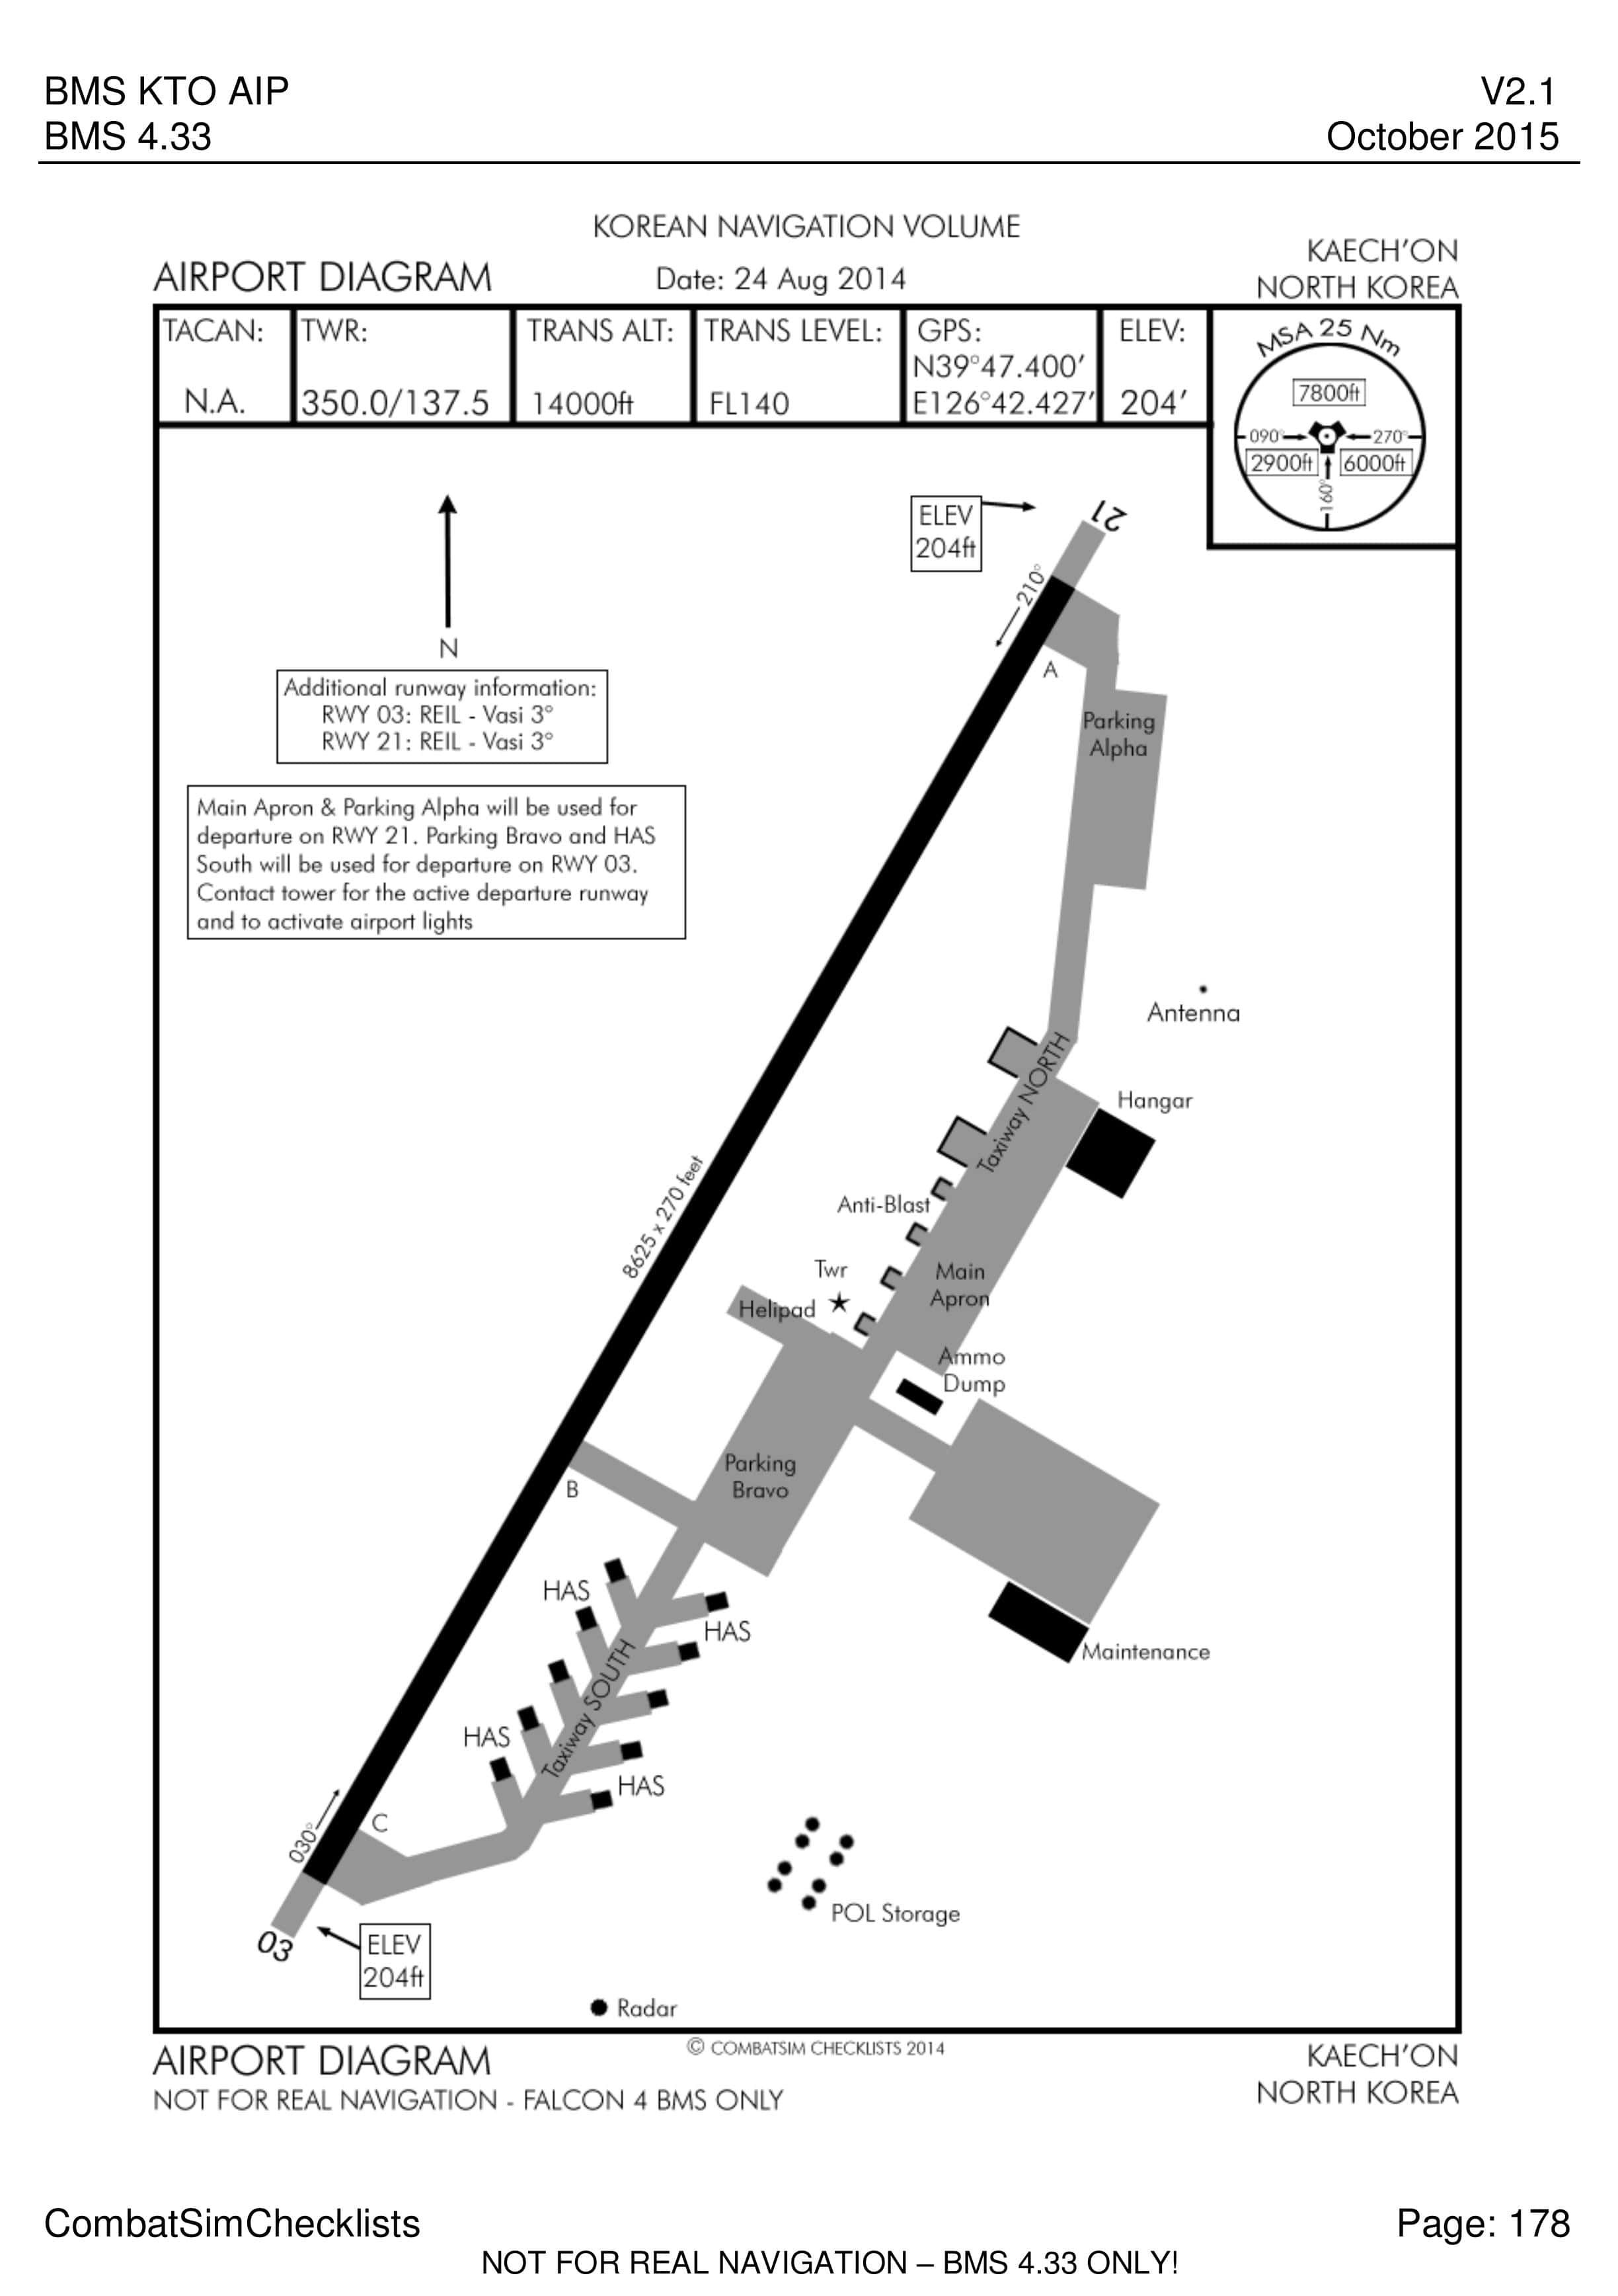 BMS KTO AIP
V2.1
BMS 4.33
October 2015
KOREAN NAVIGATION VOLUME
AIRPORT DIAGRAM
Date: 24 Aug 2014
KAECH'ON
NORTH KOREA
TACAN:
N.A.
TWR:
350.0/137.5
TRANS ALT:
14000ft
TRANS LEVEL:
FL140
GPS:
N39°47.400'
E126°42.427'
ELEV:
204'
MSA 25 Nm
7800ft
090°
270°
2900ft
6000ft
160°
ELEV
204ft
21
210°
A
N
Additional runway information:
RWY 03: REIL - Vasi 3°
RWY 21: REIL - Vasi 3°
Parking
Alpha
Main Apron & Parking Alpha will be used for
departure on RWY 21. Parking Bravo and HAS
South will be used for departure on RWY 03.
Contact tower for the active departure runway
and to activate airport lights
Antenna
Taxiway NORTH
Hangar
8625 x 270 feet
Anti-Blast
Twr
Main
Apron
Helipad
Ammo
Dump
Parking
Bravo
B
HAS
HAS
Maintenance
Taxiway SOUTH
HAS
HAS
C
030°
POL Storage
03
ELEV
204ft
Radar
AIRPORT DIAGRAM
© COMBATSIM CHECKLISTS 2014
KAECH'ON
NOT FOR REAL NAVIGATION - FALCON 4 BMS ONLY
NORTH KOREA
CombatSimChecklists
Page: 178
NOT FOR REAL NAVIGATION – BMS 4.33 ONLY!